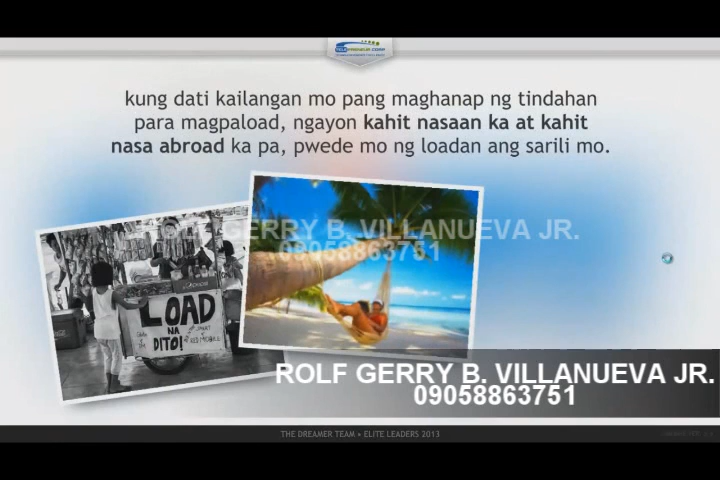 kung dati kailangan mo pang maghanap ng tindahan
para magpaload, ngayon kahit nasaan ka at kahit
nasa abroad ka pa, pwede mo ng loadan ang sarili mo.
ROLF GERRY B. VILLANUEVA JR.
09058863751
LOAD
NA
DITO!
ROLF GERRY B. VILLANUEVA JR.
09058863751
THE DREAMER TEAM • ELITE LEADERS 2013